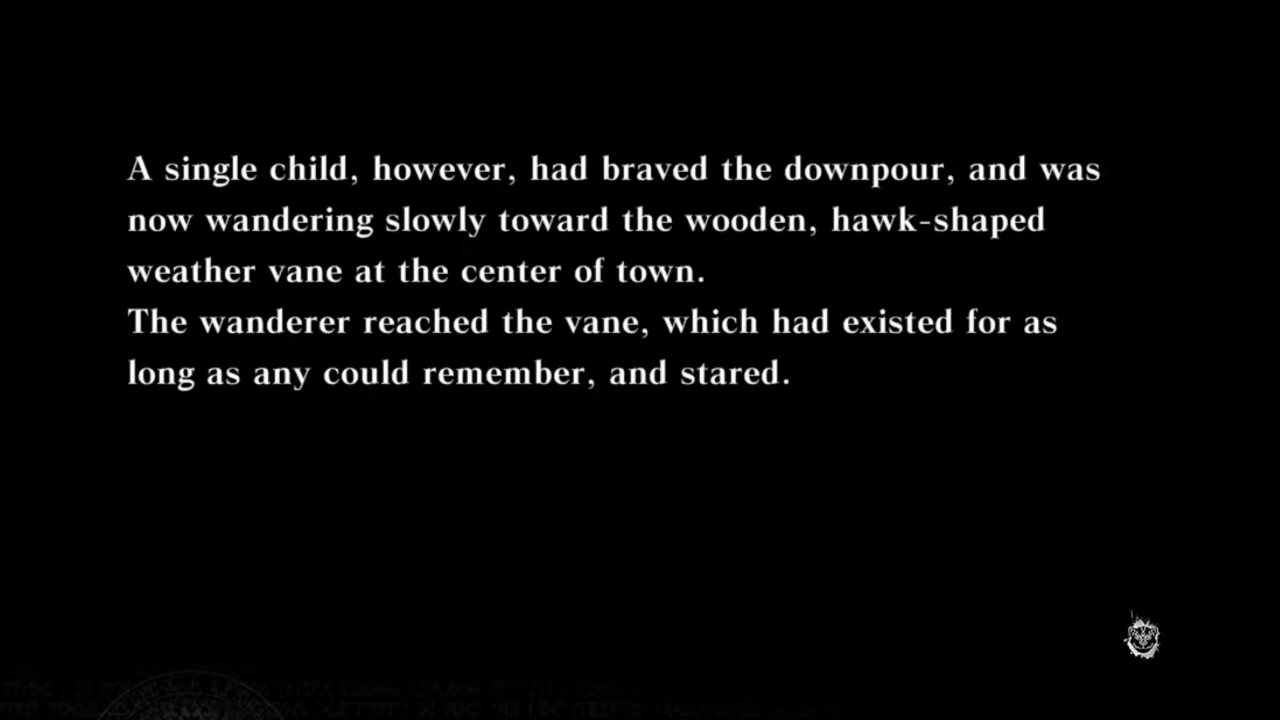 A single child, however, had braved the downpour, and was
now wandering slowly toward the wooden, hawk-shaped
weather vane at the center of town.
The wanderer reached the vane, which had existed for as
long as any could remember, and stared.